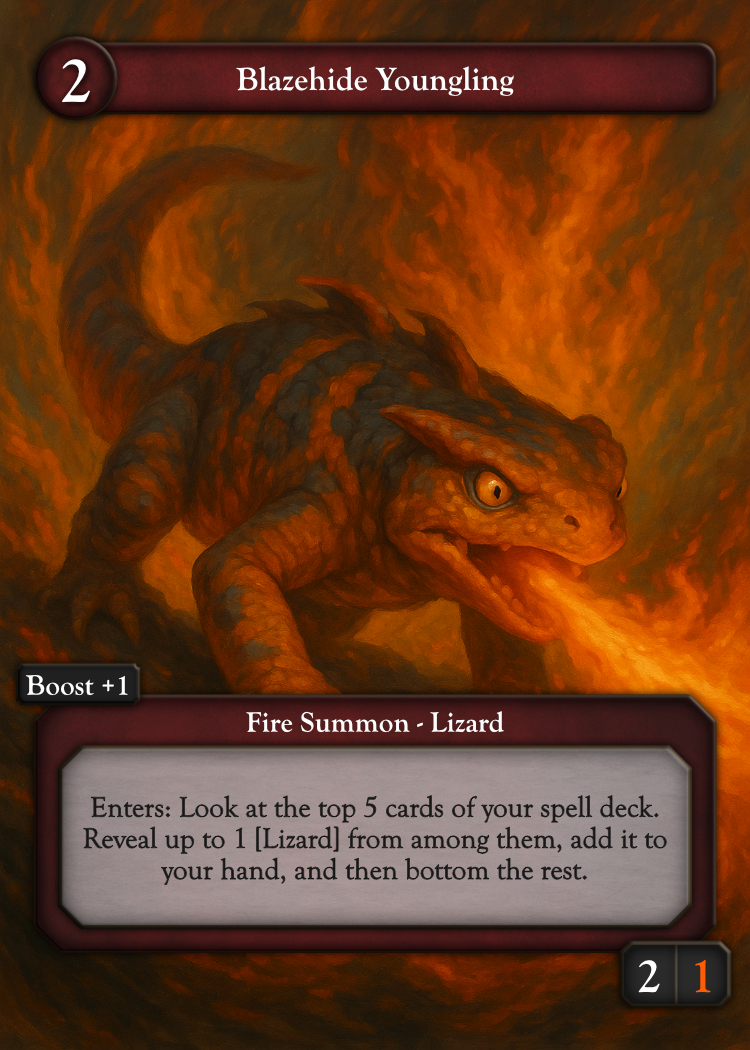 2
Blazehide Youngling
Boost +1
Fire Summon - Lizard
Enters: Look at the top 5 cards of your spell deck.
Reveal up to 1 [Lizard] from among them, add it to
your hand, and then bottom the rest.
2 1